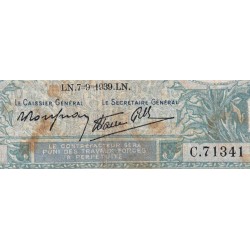 LN.7-9-1939.LN.
LE CAISSIER GÉNÉRAL LE SECRÉTAIRE GÉNÉRAL
LE CONTREFACTEUR SERA
PUNI DES TRAVAUX FORCÉS
À PERPÉTUITÉ
C.71341